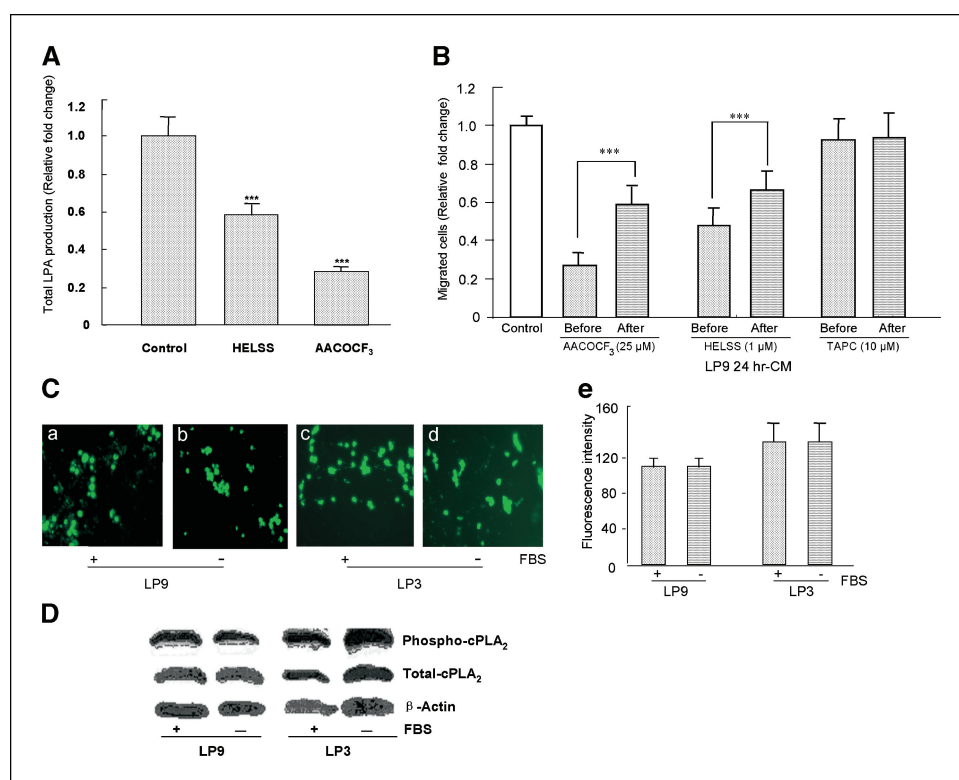 A
Total LPA production (Relative fold change)
1.2
1.0
0.8
0.6
0.4
0.2
0
***
***
Control HELSS AACOCF₃
B
Migrated cells (Relative fold change)
1.2
1.0
0.8
0.6
0.4
0.2
0
***
***
Control Before After Before After Before After
AACOCF₃ (25 μM) HELSS (1 μM) TAPC (10 μM)
LP9 24 hr-CM
C
a b c d
+ − + − FBS
LP9 LP3
e
Fluorescence intensity
160
120
80
40
0
+ - + - FBS
LP9 LP3
D
Phospho-cPLA₂
Total-cPLA₂
β-Actin
+ — + — FBS
LP9 LP3